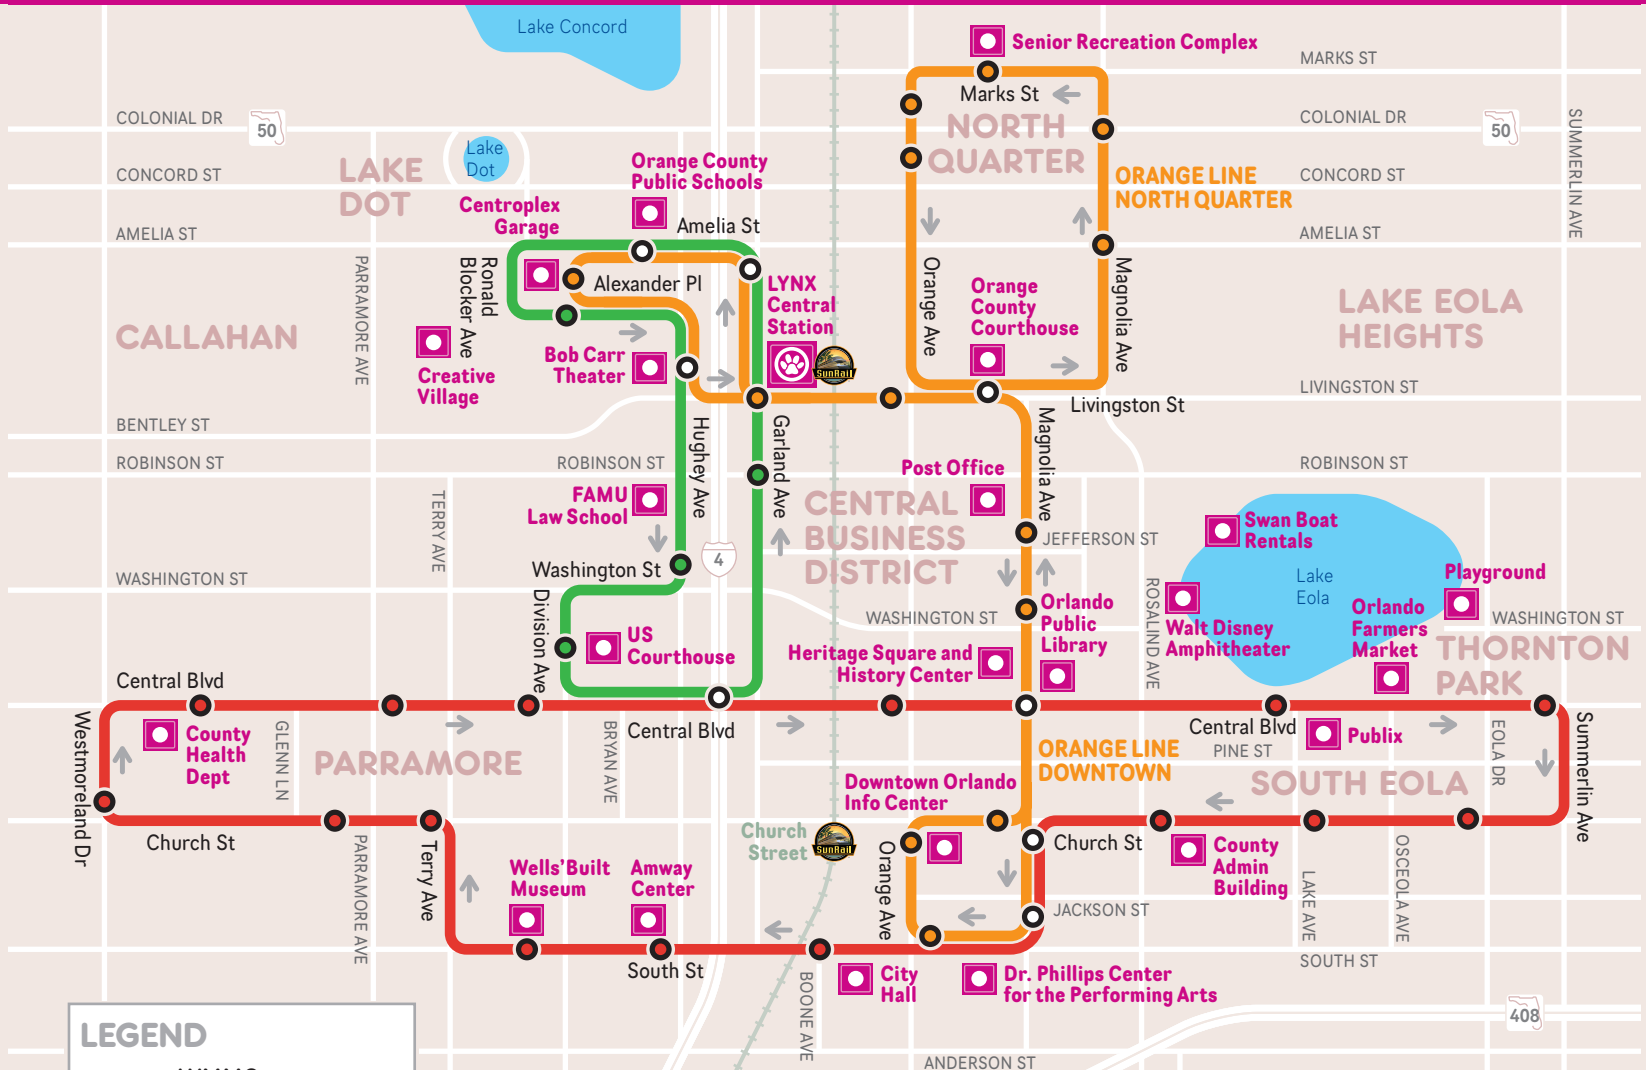 Lake Concord
Senior Recreation Complex
MARKS ST
Marks St
COLONIAL DR
50
NORTH
QUARTER
COLONIAL DR
50
SUMMERLIN AVE
Lake
Dot
LAKE
DOT
Orange County
Public Schools
CONCORD ST
ORANGE LINE
NORTH QUARTER
CONCORD ST
Centroplex
Garage
Amelia St
AMELIA ST
AMELIA ST
PARRAMORE AVE
Ronald
Blocker Ave
Alexander Pl
LYNX
Central
Station
SunRail
Orange Ave
Orange
County
Courthouse
Magnolia Ave
LAKE EOLA
HEIGHTS
CALLAHAN
Creative
Village
Bob Carr
Theater
LIVINGSTON ST
Livingston St
BENTLEY ST
Hughey Ave
Garland Ave
Magnolia Ave
ROBINSON ST
ROBINSON ST
ROBINSON ST
Post Office
TERRY AVE
FAMU
Law School
CENTRAL
BUSINESS
DISTRICT
Swan Boat
Rentals
JEFFERSON ST
4
Washington St
WASHINGTON ST
Division Ave
Lake
Eola
Playground
ROSALIND AVE
Orlando
Public
Library
WASHINGTON ST
Walt Disney
Amphitheater
Orlando
Farmers
Market
WASHINGTON ST
THORNTON
PARK
US
Courthouse
Heritage Square and
History Center
Central Blvd
Westmoreland Dr
County
Health
Dept
GLENN LN
PARRAMORE
BRYAN AVE
Central Blvd
Central Blvd
PINE ST
Publix
EOLA DR
Summerlin Ave
ORANGE LINE
DOWNTOWN
SOUTH EOLA
Downtown Orlando
Info Center
Church
Street
SunRail
Church St
PARRAMORE AVE
Terry Ave
Orange Ave
Church St
County
Admin
Building
LAKE AVE
OSCEOLA AVE
Wells'Built
Museum
Amway
Center
JACKSON ST
South St
SOUTH ST
BOONE AVE
City
Hall
Dr. Phillips Center
for the Performing Arts
408
LEGEND
ANDERSON ST